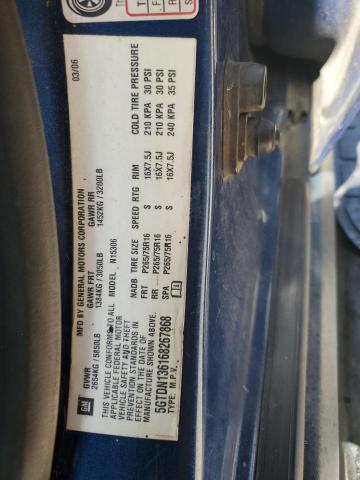 MFD BY GENERAL MOTORS CORPORATION 03/06
GM
GVWR GAWR FRT GAWR RR
2654KG / 5850LB 1384KG / 3050LB 1452KG / 3200LB
THIS VEHICLE CONFORMS TO ALL
APPLICABLE FEDERAL MOTOR
VEHICLE SAFETY AND THEFT
PREVENTION STANDARDS IN
EFFECT ON THE DATE OF
MANUFACTURE SHOWN ABOVE.
5GTDN136168267868
TYPE: M.P.V.
MODEL: N15306
NADB TIRE SIZE SPEED RTG RIM COLD TIRE PRESSURE
FRT P265/75R16 S 16X7.5J 210 KPA 30 PSI
RR P265/75R16 S 16X7.5J 210 KPA 30 PSI
SPA P265/75R16 S 16X7.5J 240 KPA 35 PSI